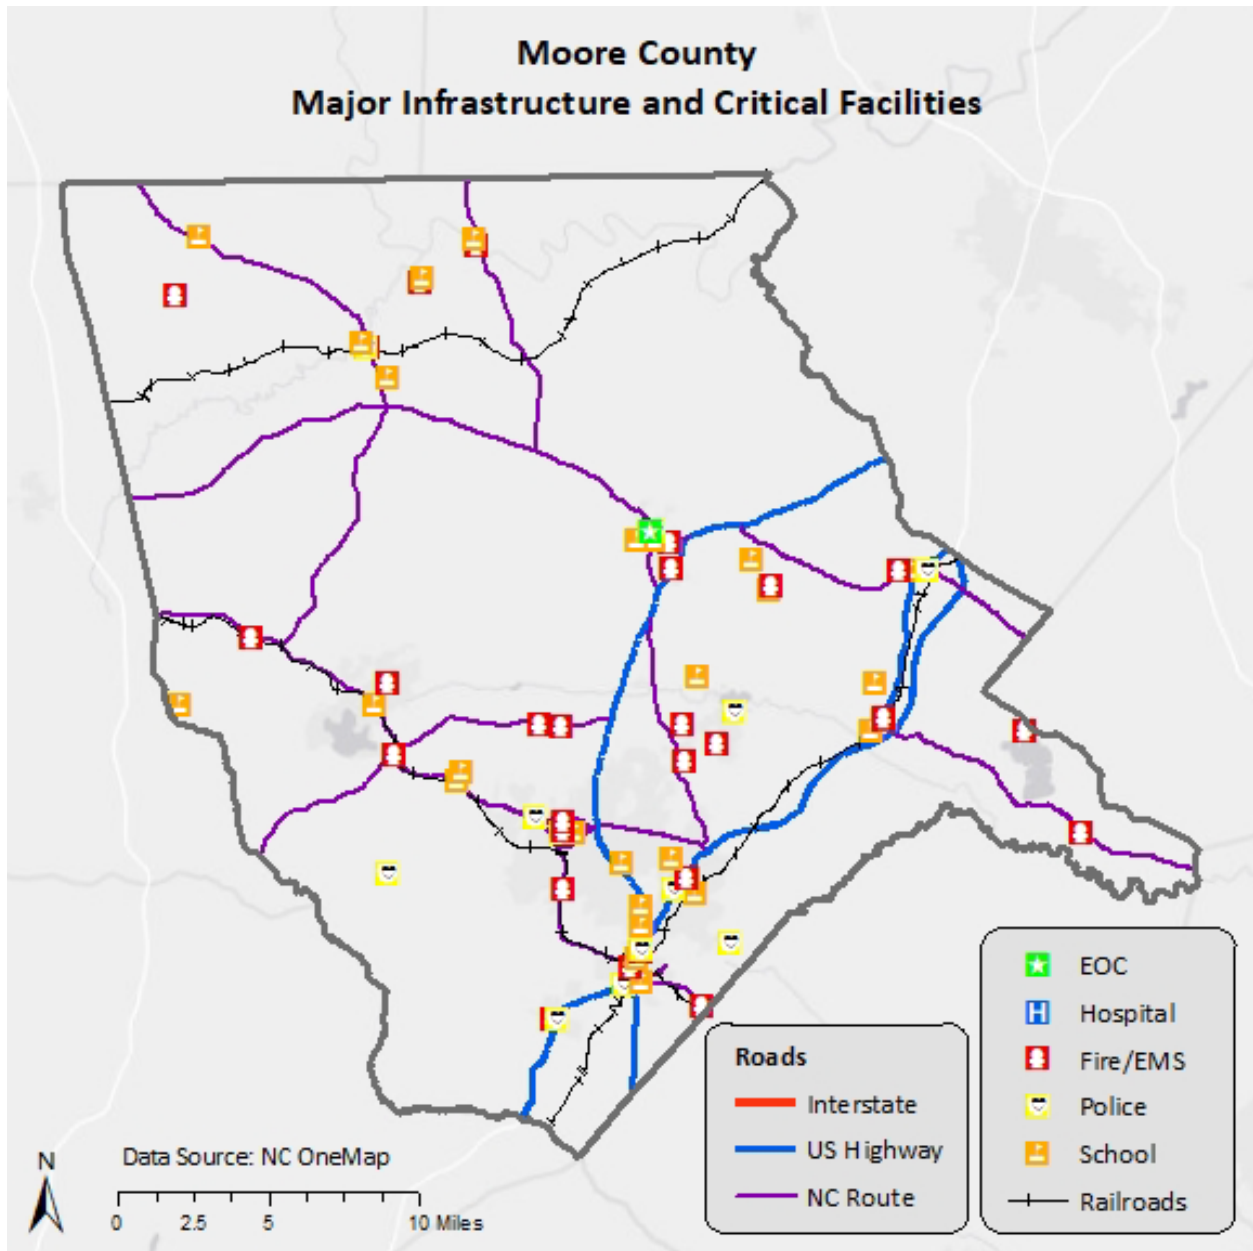 Moore County
Major Infrastructure and Critical Facilities
EOC
Hospital
Fire/EMS
Police
School
Railroads
Roads
Interstate
US Highway
NC Route
N
Data Source: NC OneMap
0 2.5 5 10 Miles